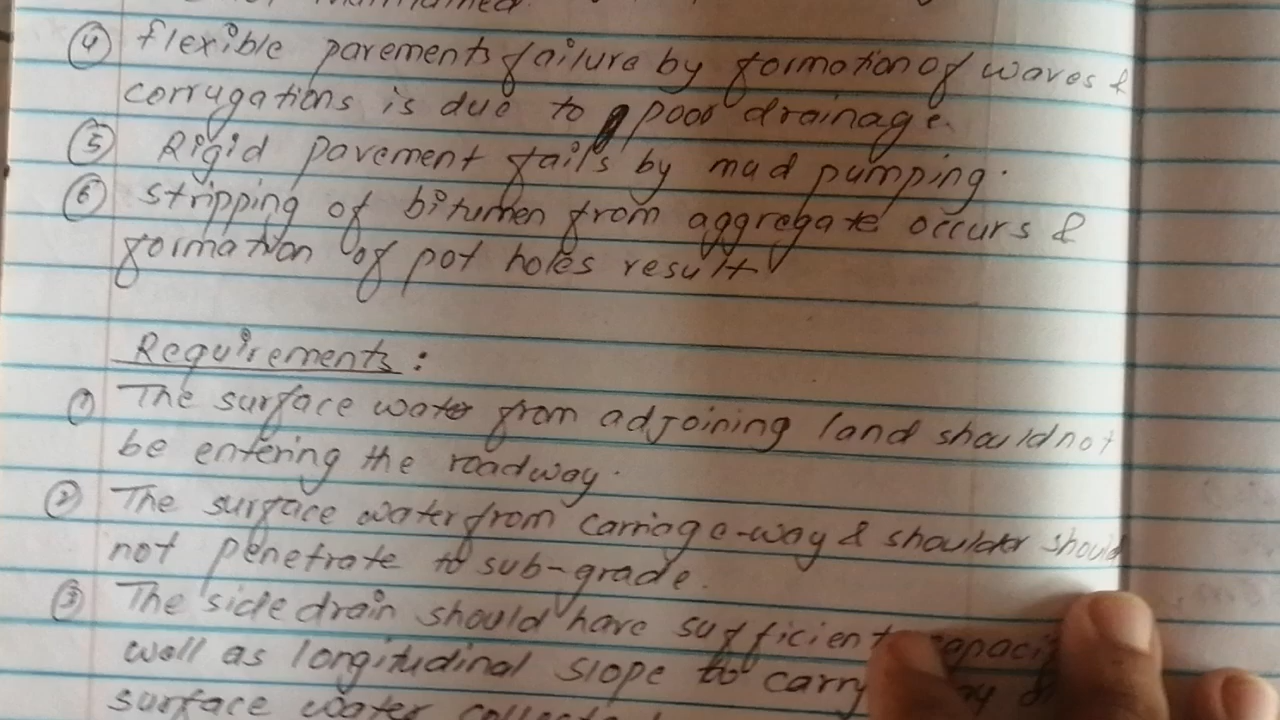 ④ flexible pavements failure by formation of waves &
corrugations is due to poor drainage.
⑤ Rigid pavement fails by mud pumping.
⑥ stripping of bitumen from aggregate occurs &
formation of pot holes result
Requirements:
① The surface water from adjoining land should not
be entering the roadway.
② The surface water from carriage-way & shoulder should
not penetrate to sub-grade.
③ The side drain should have sufficient
well as longitudinal slope to carry
surface water